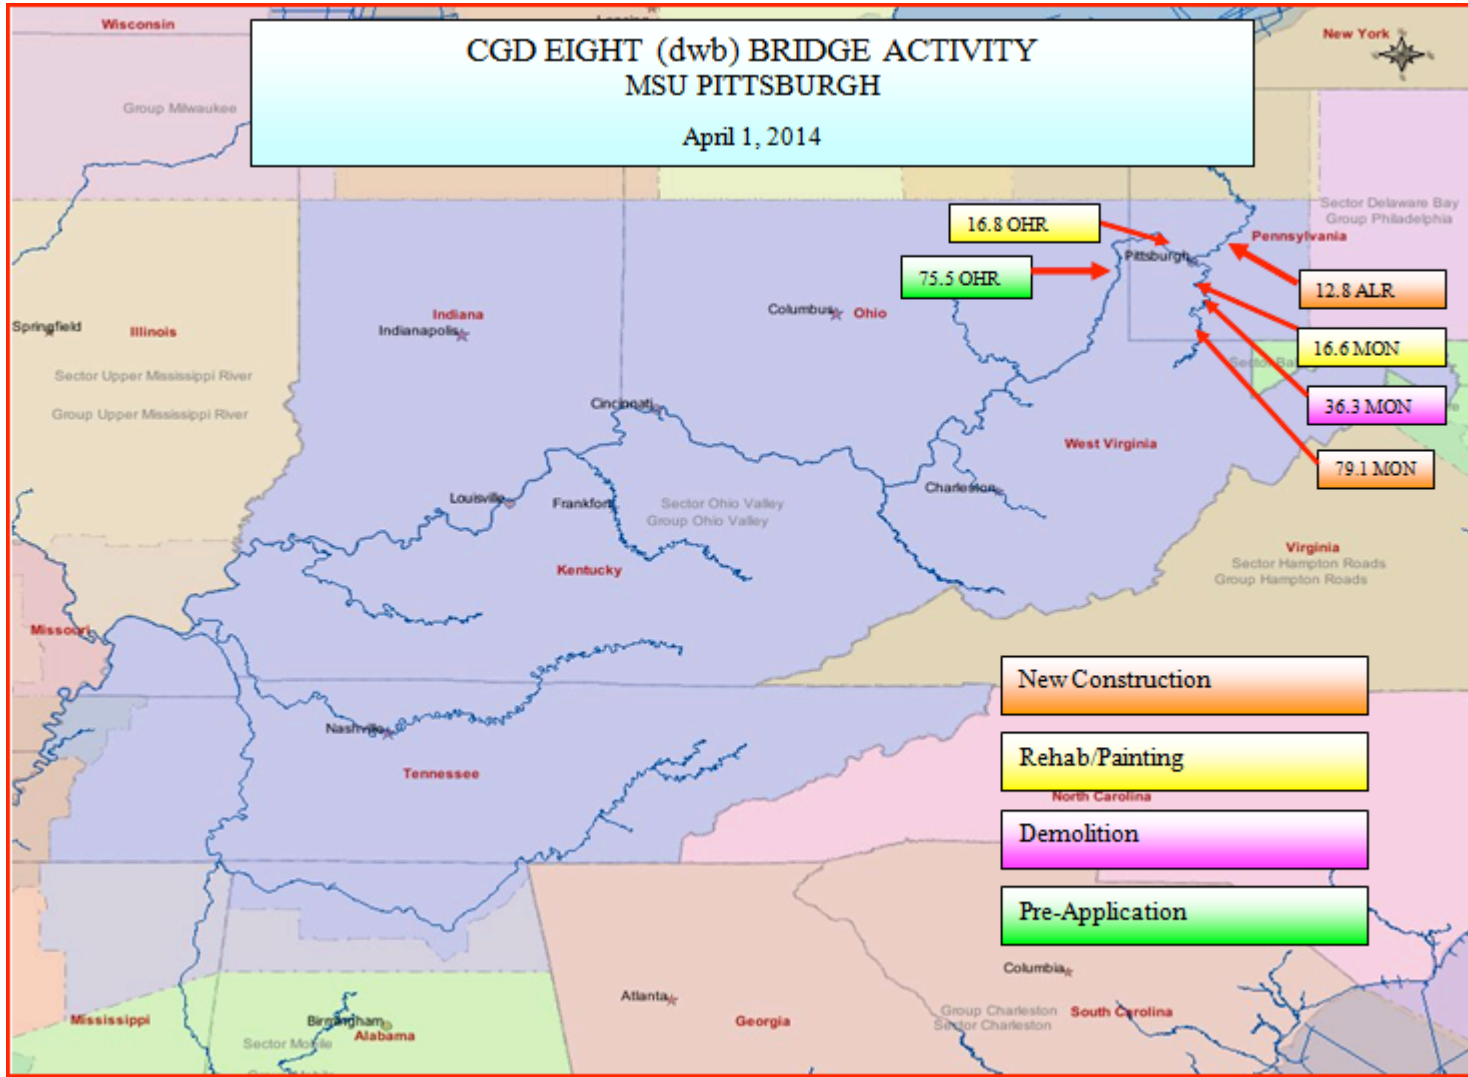 Wisconsin
Lansing
New York
CGD EIGHT (dwb) BRIDGE ACTIVITY
MSU PITTSBURGH
April 1, 2014
Group Milwaukee
Sector Delaware Bay
Group Philadelphia
16.8 OHR
Pennsylvania
Pittsburgh
75.5 OHR
12.8 ALR
Columbus
Ohio
Indiana
Indianapolis
Springfield
Illinois
16.6 MON
Sector
Sector Upper Mississippi River
Group Upper Mississippi River
Cincinnati
36.3 MON
West Virginia
79.1 MON
Charleston
Louisville
Frankfort
Sector Ohio Valley
Group Ohio Valley
Virginia
Sector Hampton Roads
Group Hampton Roads
Kentucky
Missouri
New Construction
Nashville
Rehab/Painting
Tennessee
North Carolina
Demolition
Pre-Application
Columbia
Atlanta
Group Charleston
South Carolina
Sector Charleston
Mississippi
Birmingham
Alabama
Georgia
Sector Mobile
Group Mobile